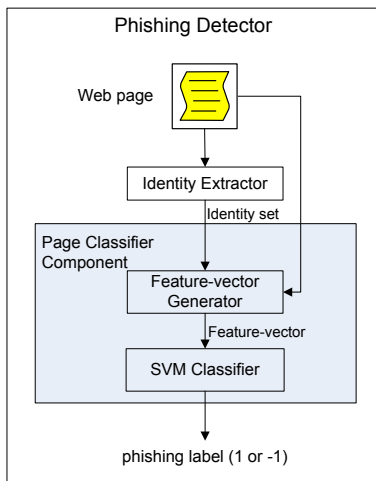 Phishing Detector
Web page
Identity Extractor
Identity set
Page Classifier
Component
Feature-vector
Generator
Feature-vector
SVM Classifier
phishing label (1 or -1)